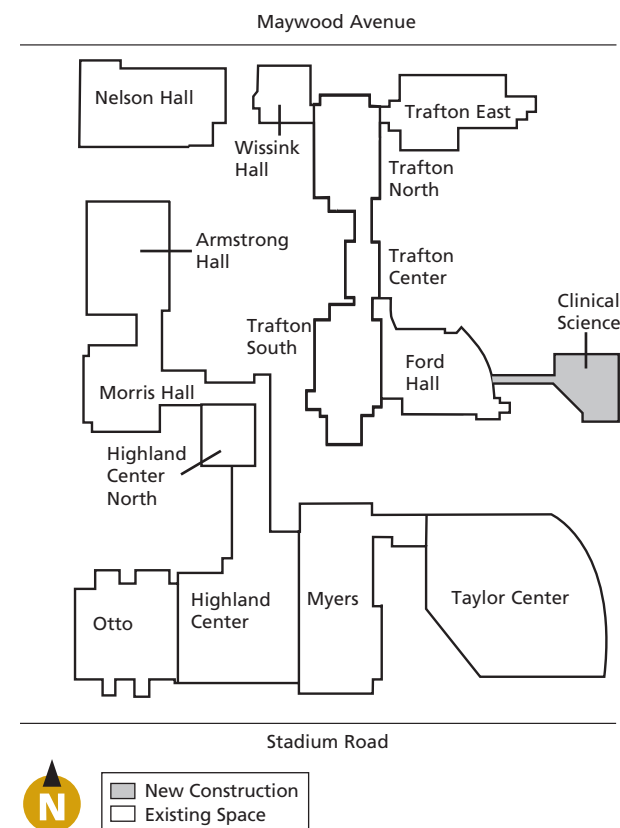 Maywood Avenue
Nelson Hall
Wissink
Hall
Trafton East
Trafton
North
Armstrong
Hall
Trafton
Center
Clinical
Science
Trafton
South
Ford
Hall
Morris Hall
Highland
Center
North
Otto
Highland
Center
Myers
Taylor Center
Stadium Road
N
New Construction
Existing Space